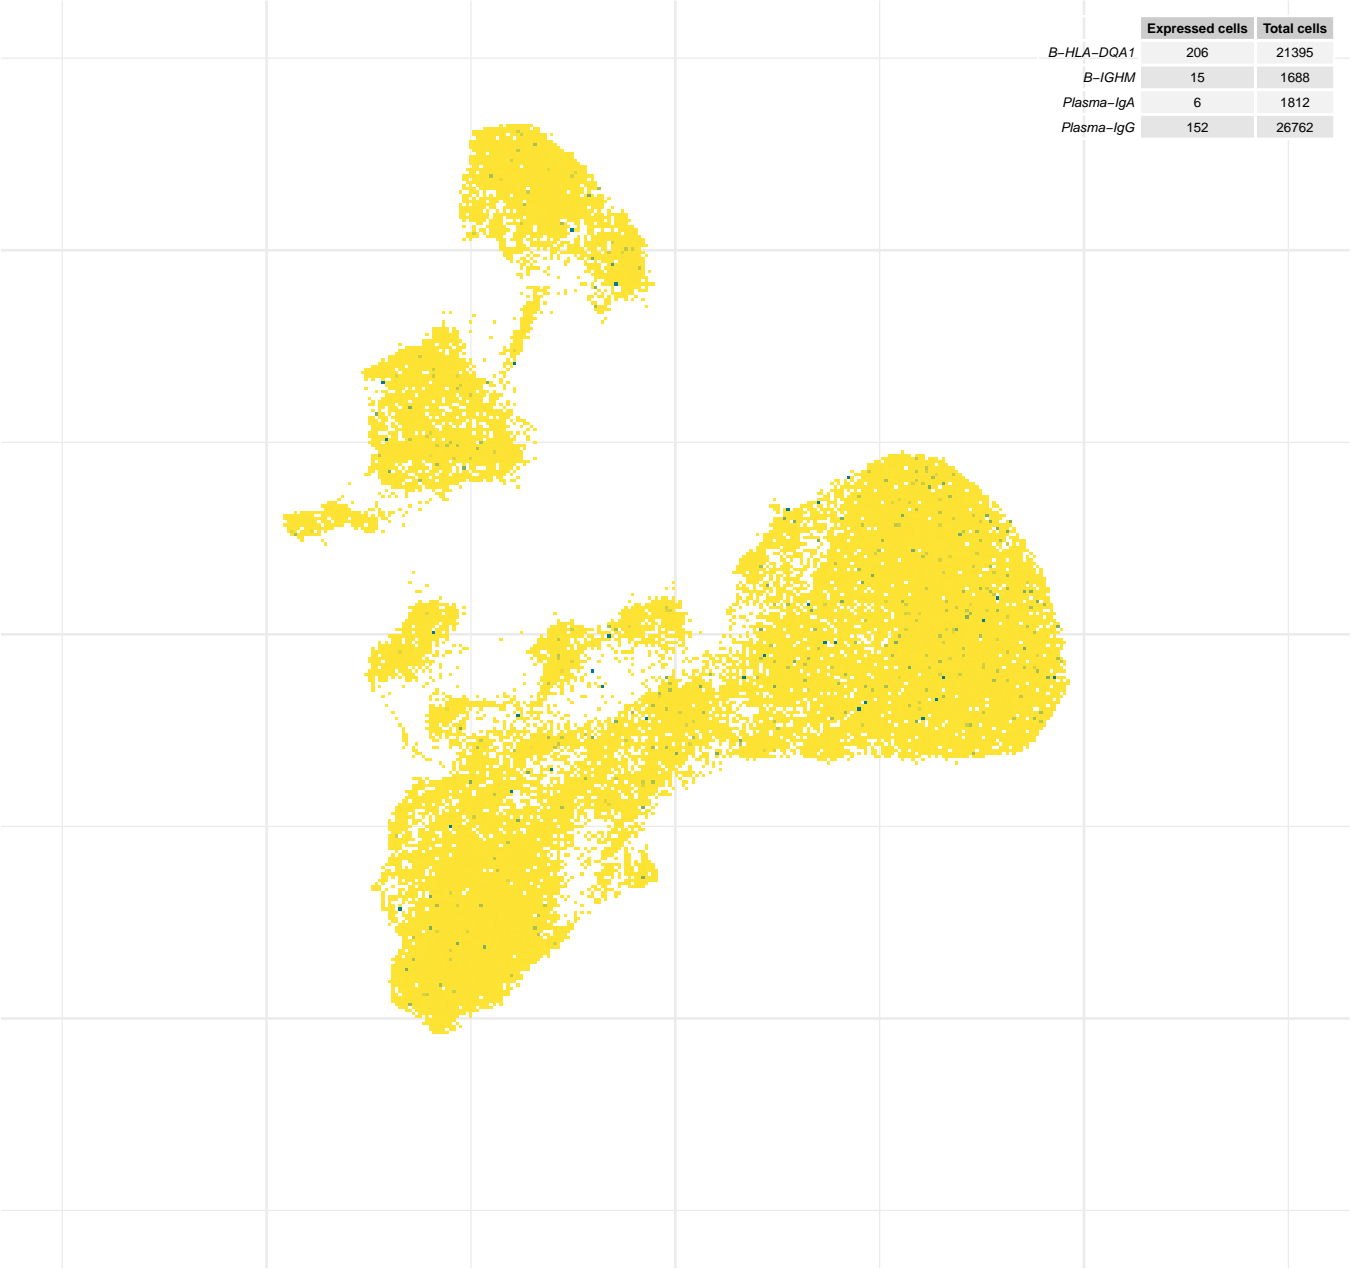 Expressed cells Total cells
B−HLA−DQA1 206 21395
B−IGHM 15 1688
Plasma−IgA 6 1812
Plasma−IgG 152 26762